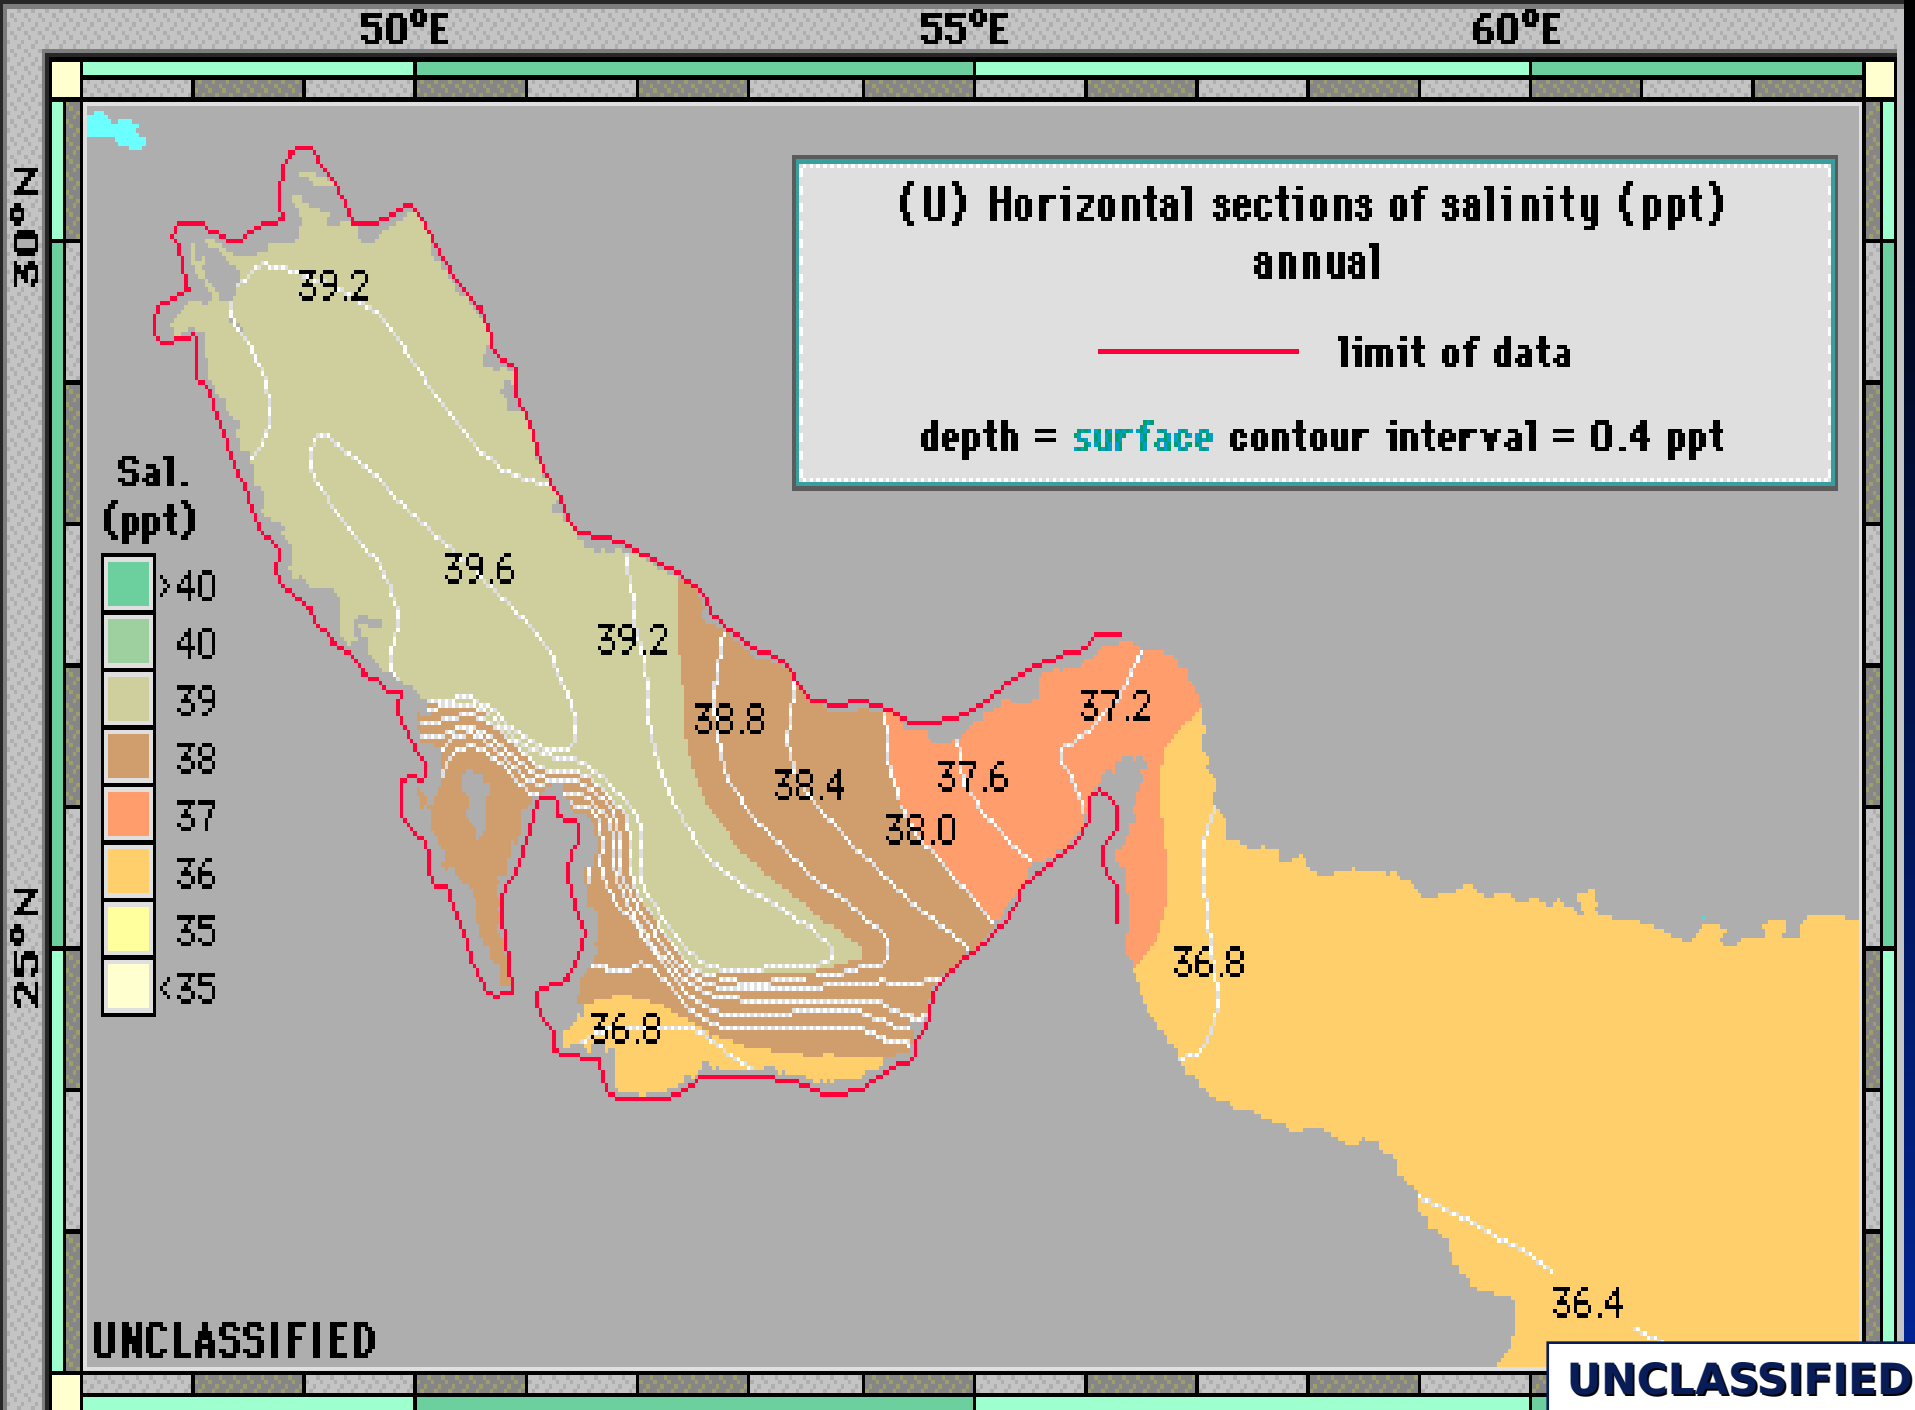 50°E 55°E 60°E
30°N
25°N
(U) Horizontal sections of salinity (ppt)
annual
limit of data
depth = surface contour interval = 0.4 ppt
Sal.
(ppt)
>40
40
39
38
37
36
35
<35
39.2
39.6
39.2
38.8
38.4
38.0
37.6
37.2
36.8
36.8
36.4
UNCLASSIFIED
UNCLASSIFIED